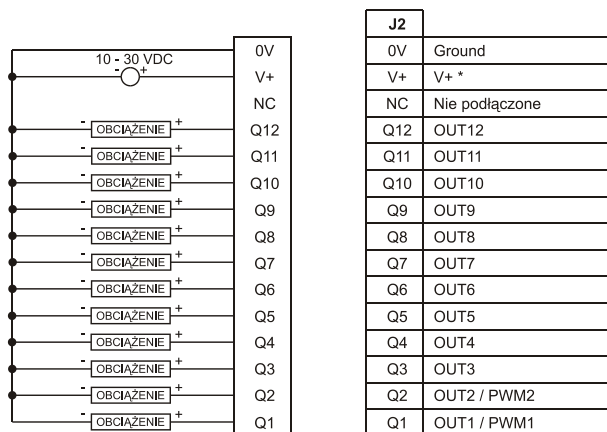 10 - 30 VDC
- +
0V
V+
NC
- OBCIĄŻENIE + Q12
- OBCIĄŻENIE + Q11
- OBCIĄŻENIE + Q10
- OBCIĄŻENIE + Q9
- OBCIĄŻENIE + Q8
- OBCIĄŻENIE + Q7
- OBCIĄŻENIE + Q6
- OBCIĄŻENIE + Q5
- OBCIĄŻENIE + Q4
- OBCIĄŻENIE + Q3
- OBCIĄŻENIE + Q2
- OBCIĄŻENIE + Q1
J2
0V Ground
V+ V+ *
NC Nie podłączone
Q12 OUT12
Q11 OUT11
Q10 OUT10
Q9 OUT9
Q8 OUT8
Q7 OUT7
Q6 OUT6
Q5 OUT5
Q4 OUT4
Q3 OUT3
Q2 OUT2 / PWM2
Q1 OUT1 / PWM1